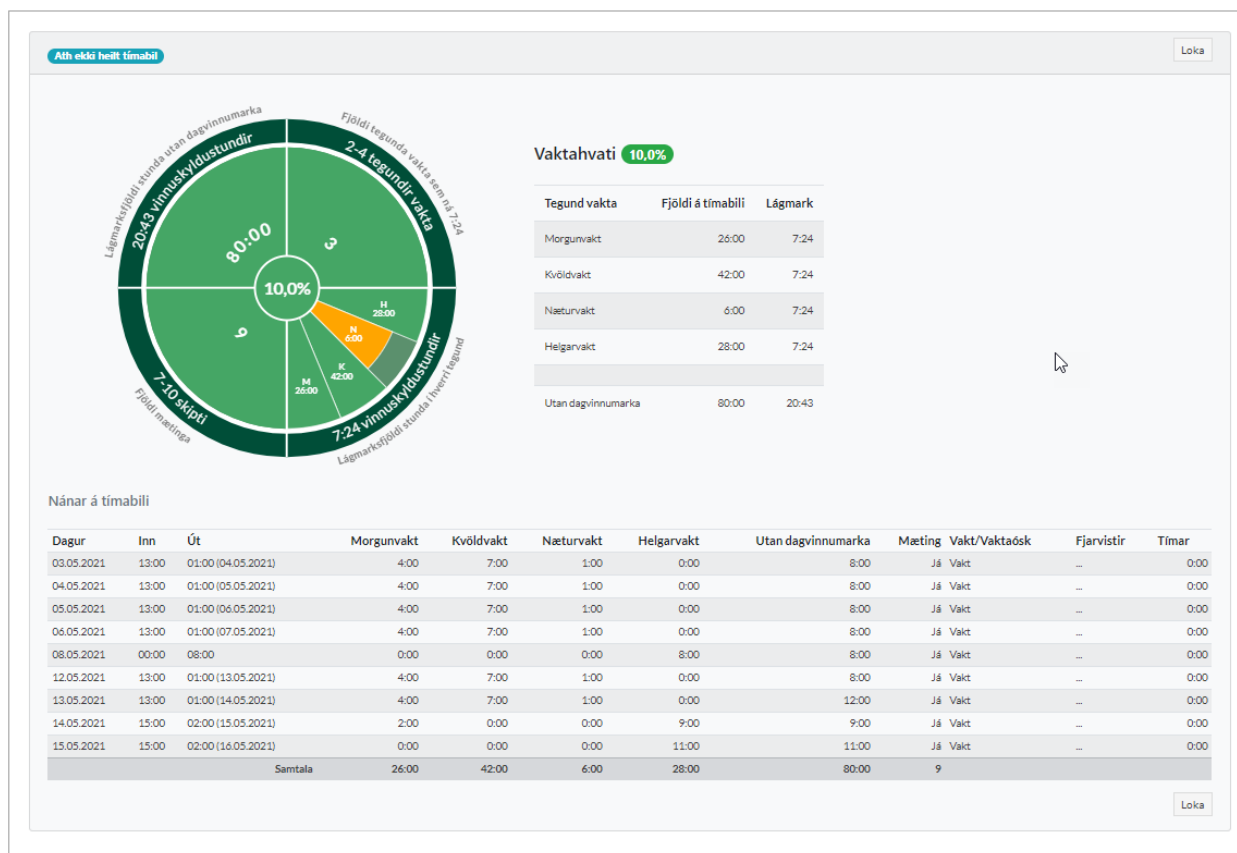 Ath ekki heilt tímabil
Loka
Lágmarksfjöldi stunda utan dagvinnumarka
20:43 vinnuskyldustundir
80:00
Fjöldi tegunda vakta sem ná 7:24
2-4 tegundir vakta
3
10,0%
H
28:00
N
6:00
K
42:00
M
26:00
7:24 vinnuskyldustundir
Lágmarksfjöldi stunda í hverri tegund
9
7-10 skipti
Fjöldi mætinga
Vaktahvati 10,0%
Tegund vakta Fjöldi á tímabili Lágmark
Morgunvakt 26:00 7:24
Kvöldvakt 42:00 7:24
Næturvakt 6:00 7:24
Helgarvakt 28:00 7:24
Utan dagvinnumarka 80:00 20:43
Nánar á tímabili
Dagur Inn Út Morgunvakt Kvöldvakt Næturvakt Helgarvakt Utan dagvinnumarka Mæting Vakt/Vaktaósk Fjarvistir Tímar
03.05.2021 13:00 01:00 (04.05.2021) 4:00 7:00 1:00 0:00 8:00 Já Vakt ... 0:00
04.05.2021 13:00 01:00 (05.05.2021) 4:00 7:00 1:00 0:00 8:00 Já Vakt ... 0:00
05.05.2021 13:00 01:00 (06.05.2021) 4:00 7:00 1:00 0:00 8:00 Já Vakt ... 0:00
06.05.2021 13:00 01:00 (07.05.2021) 4:00 7:00 1:00 0:00 8:00 Já Vakt ... 0:00
08.05.2021 00:00 08:00 0:00 0:00 0:00 8:00 8:00 Já Vakt ... 0:00
12.05.2021 13:00 01:00 (13.05.2021) 4:00 7:00 1:00 0:00 8:00 Já Vakt ... 0:00
13.05.2021 13:00 01:00 (14.05.2021) 4:00 7:00 1:00 0:00 12:00 Já Vakt ... 0:00
14.05.2021 15:00 02:00 (15.05.2021) 2:00 0:00 0:00 9:00 9:00 Já Vakt ... 0:00
15.05.2021 15:00 02:00 (16.05.2021) 0:00 0:00 0:00 11:00 11:00 Já Vakt ... 0:00
Samtala 26:00 42:00 6:00 28:00 80:00 9
Loka